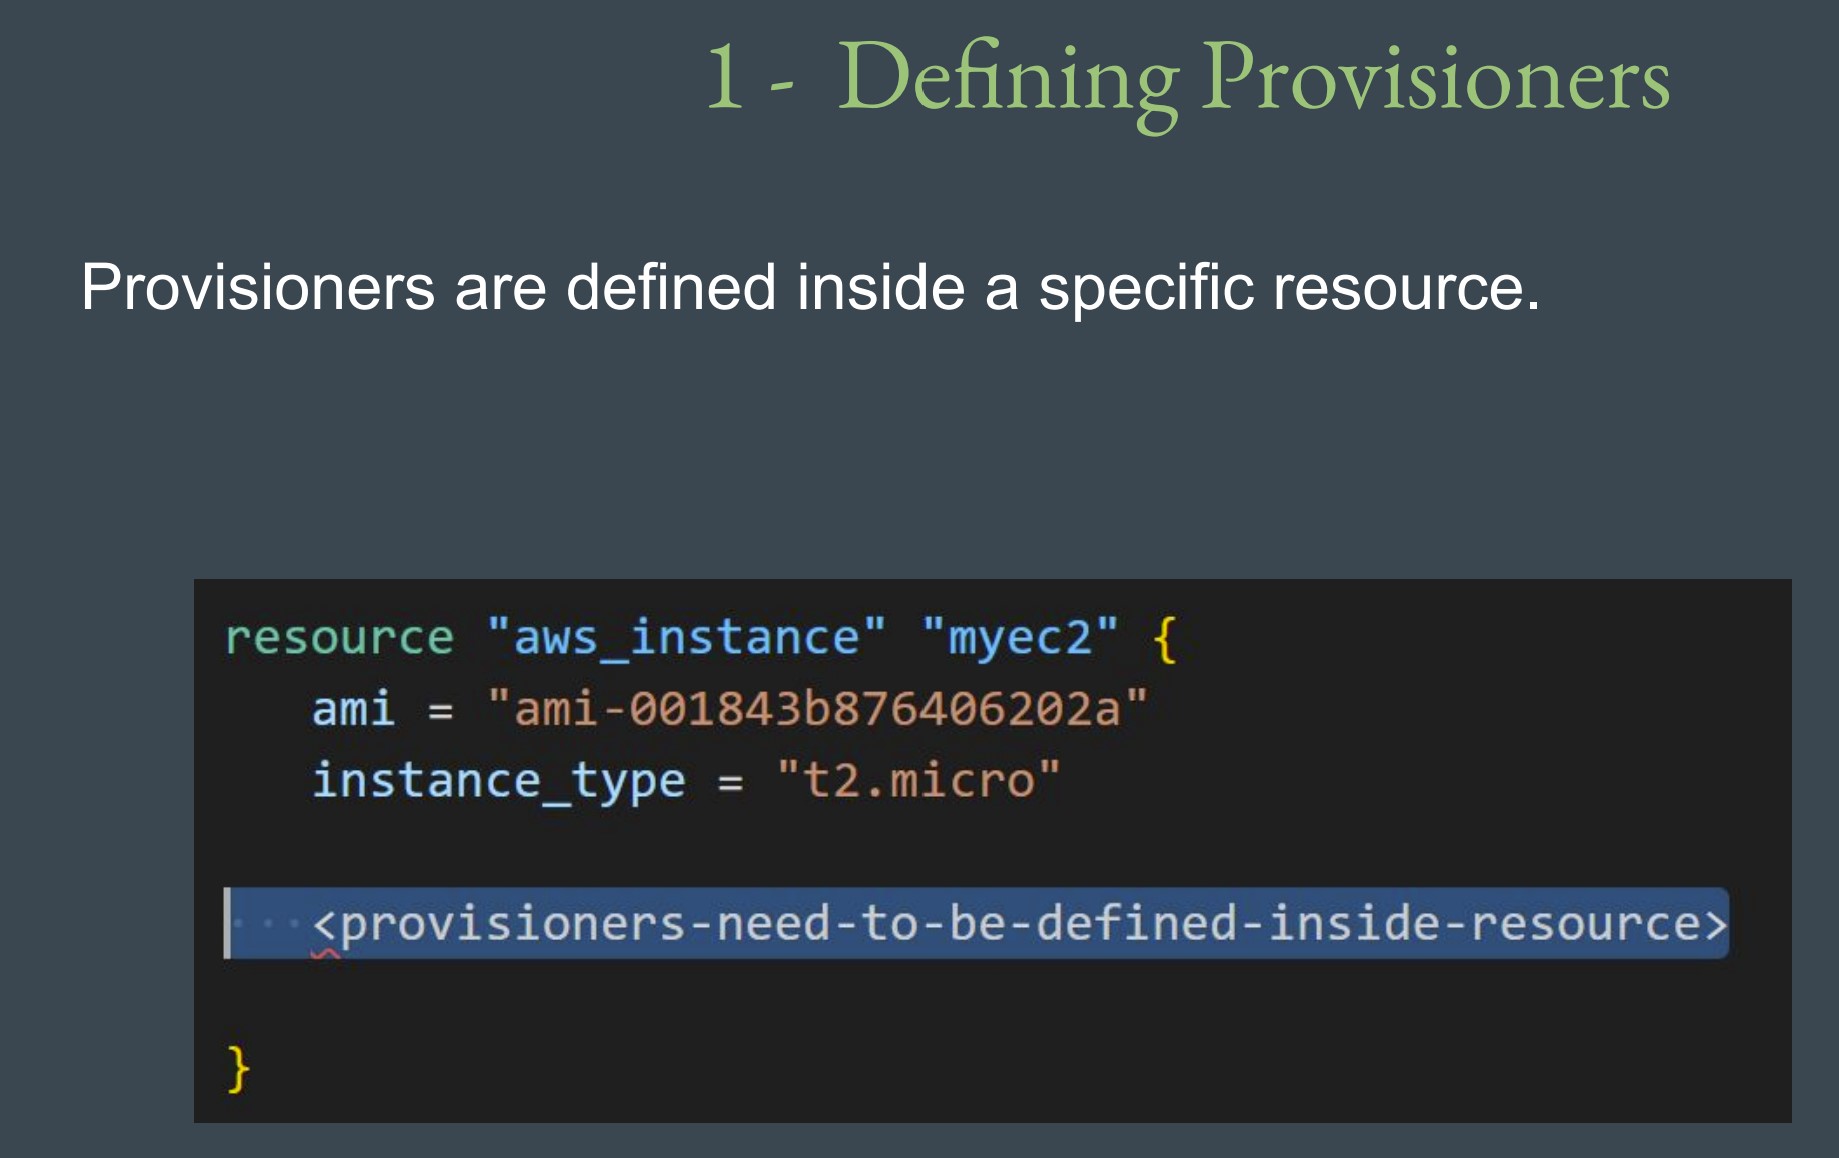 1 - Defining Provisioners
Provisioners are defined inside a specific resource.
resource "aws_instance" "myec2" {
ami = "ami-001843b876406202a"
instance_type = "t2.micro"
<provisioners-need-to-be-defined-inside-resource>
}